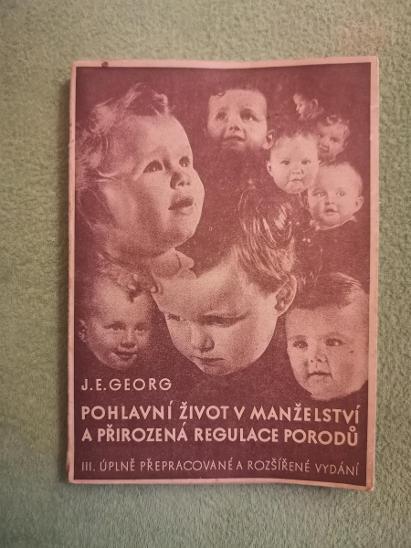 J.E.GEORG
POHLAVNÍ ŽIVOT V MANŽELSTVÍ
A PŘIROZENÁ REGULACE PORODŮ
III. ÚPLNĚ PŘEPRACOVANÉ A ROZŠÍŘENÉ VYDÁNÍ